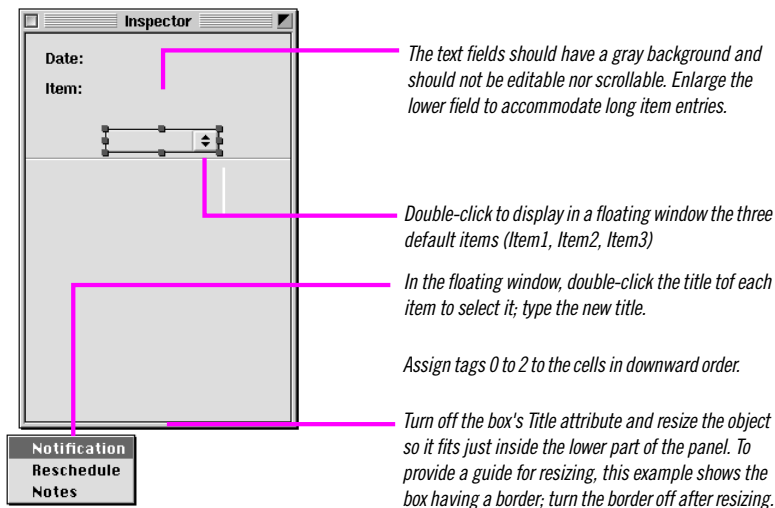 Inspector
Date:
Item:
The text fields should have a gray background and
should not be editable nor scrollable. Enlarge the
lower field to accommodate long item entries.
Double-click to display in a floating window the three
default items (Item1, Item2, Item3)
In the floating window, double-click the title tof each
item to select it; type the new title.
Assign tags 0 to 2 to the cells in downward order.
Turn off the box's Title attribute and resize the object
so it fits just inside the lower part of the panel. To
provide a guide for resizing, this example shows the
box having a border; turn the border off after resizing.
Notification
Reschedule
Notes